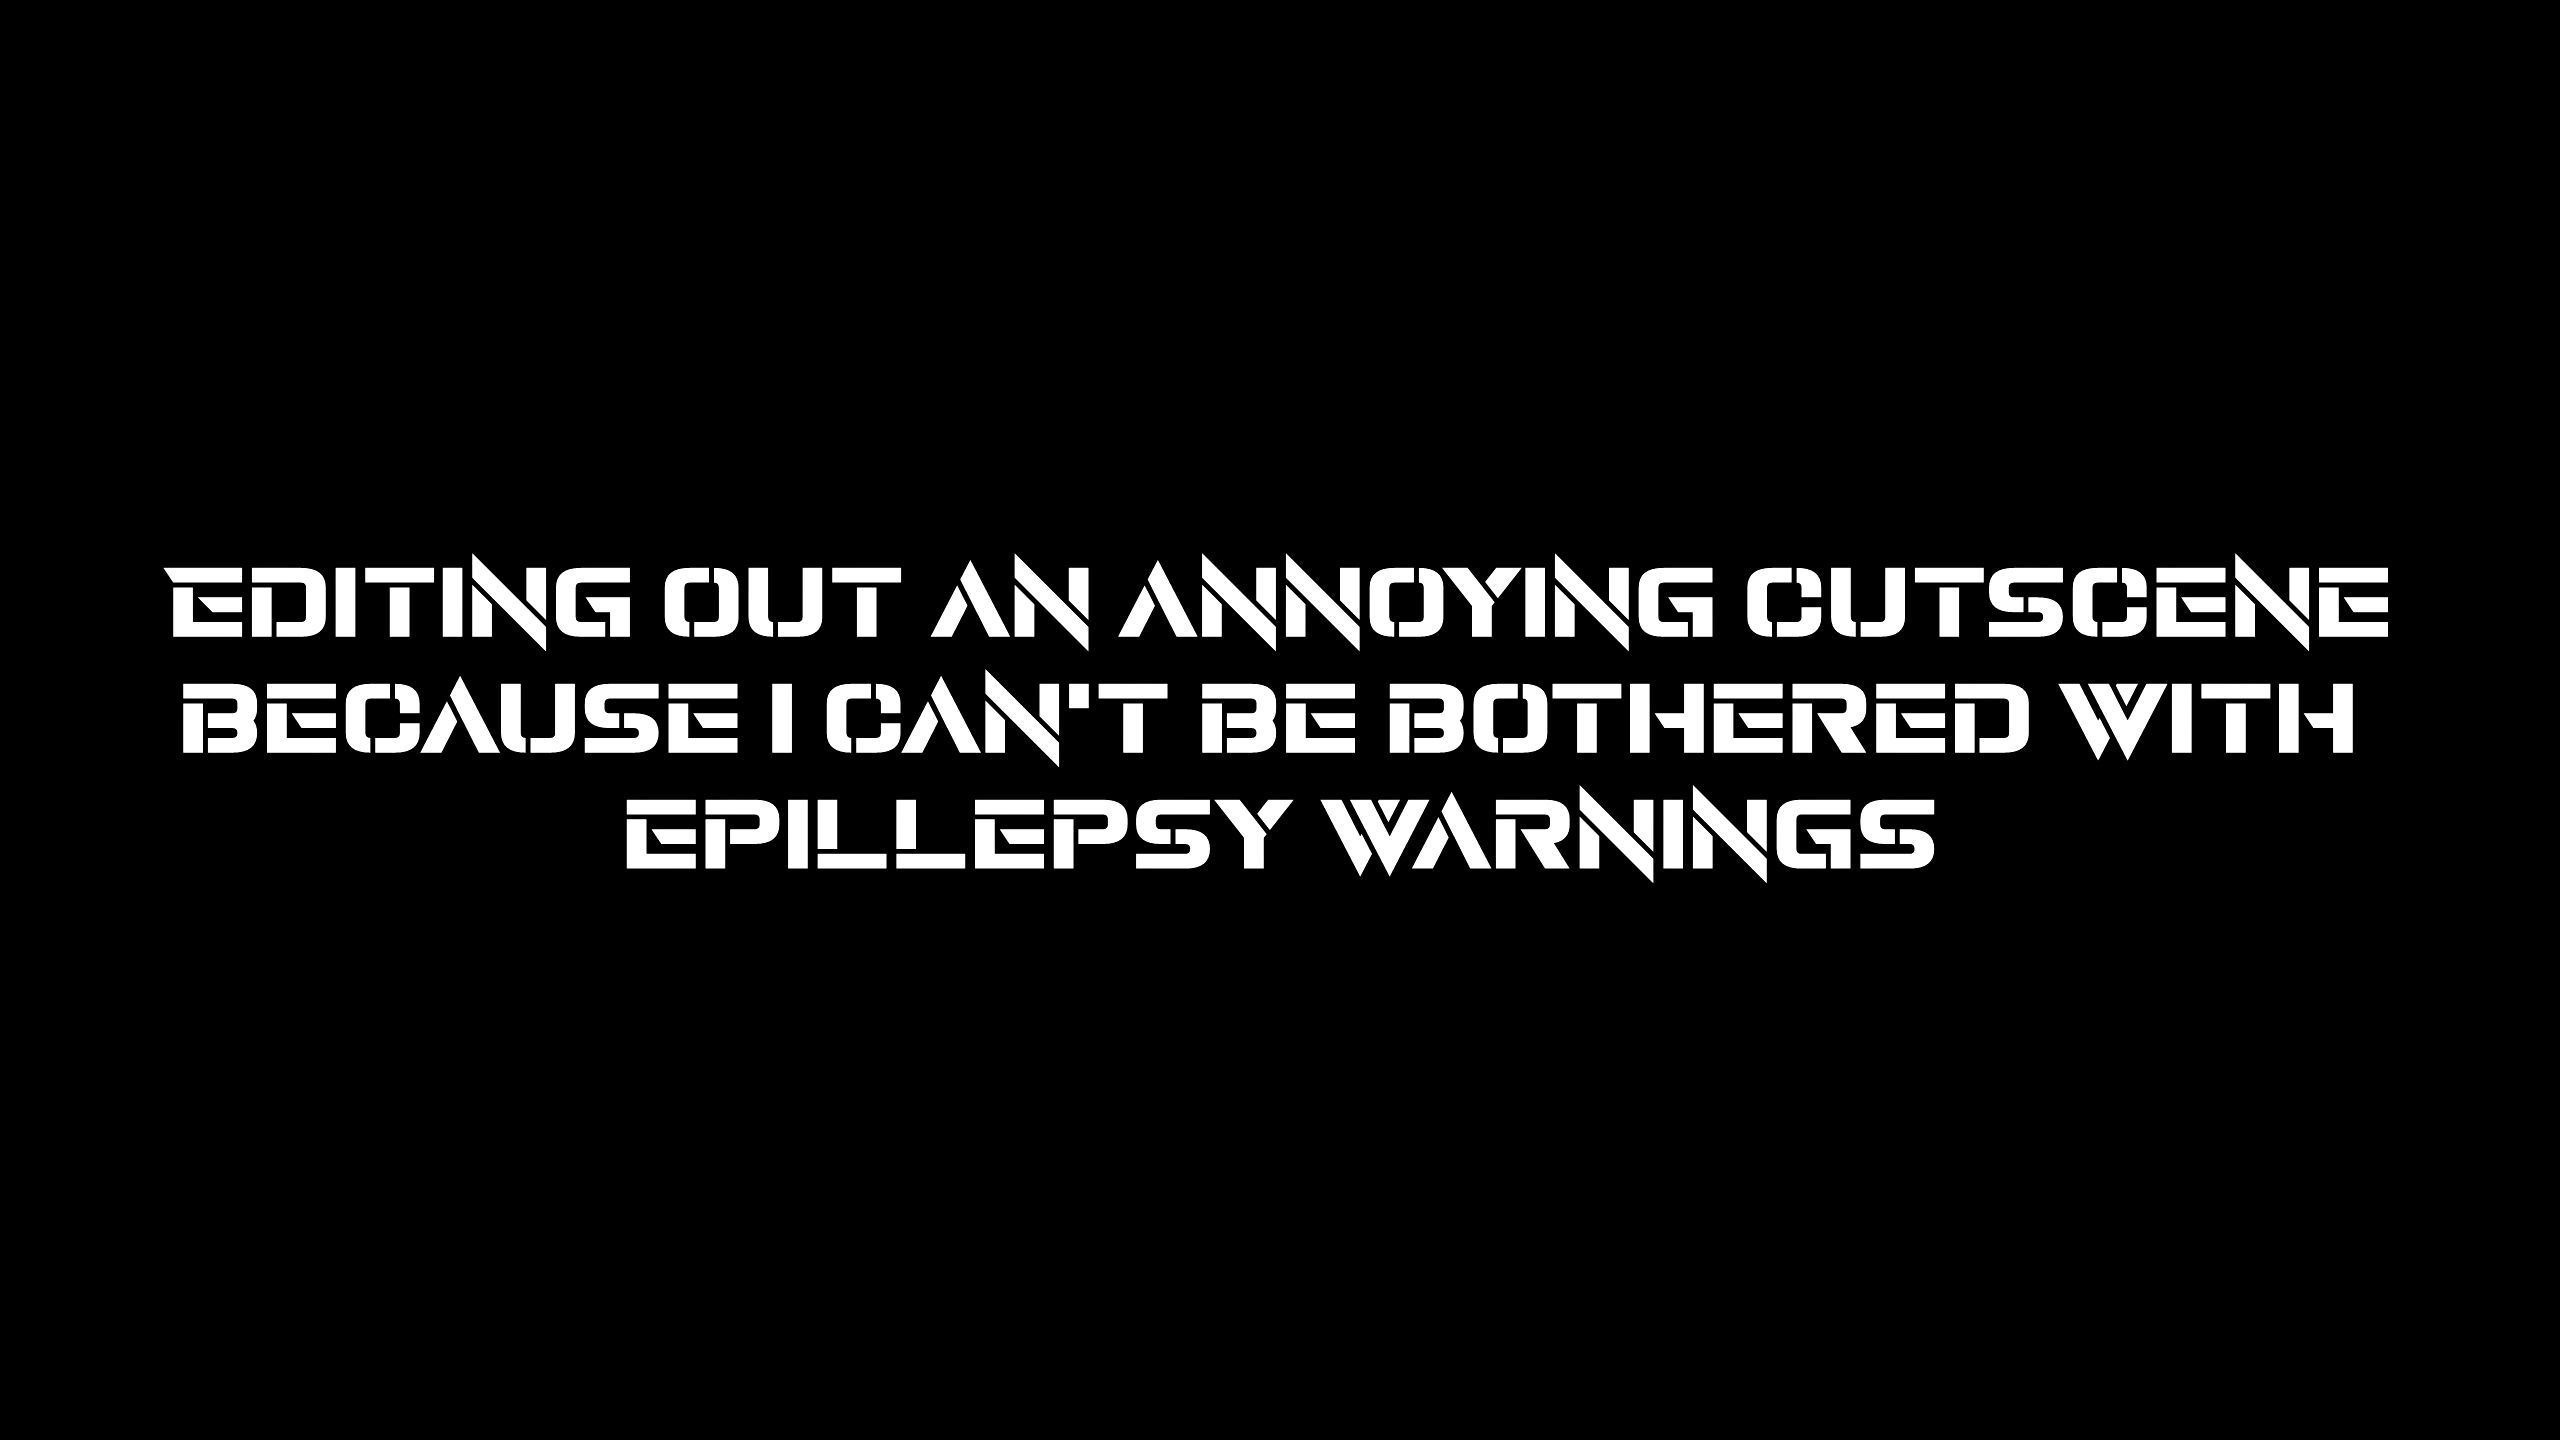 EDITING OUT AN ANNOYING CUTSCENE
BECAUSE I CAN'T BE BOTHERED WITH
EPILLEPSY WARNINGS